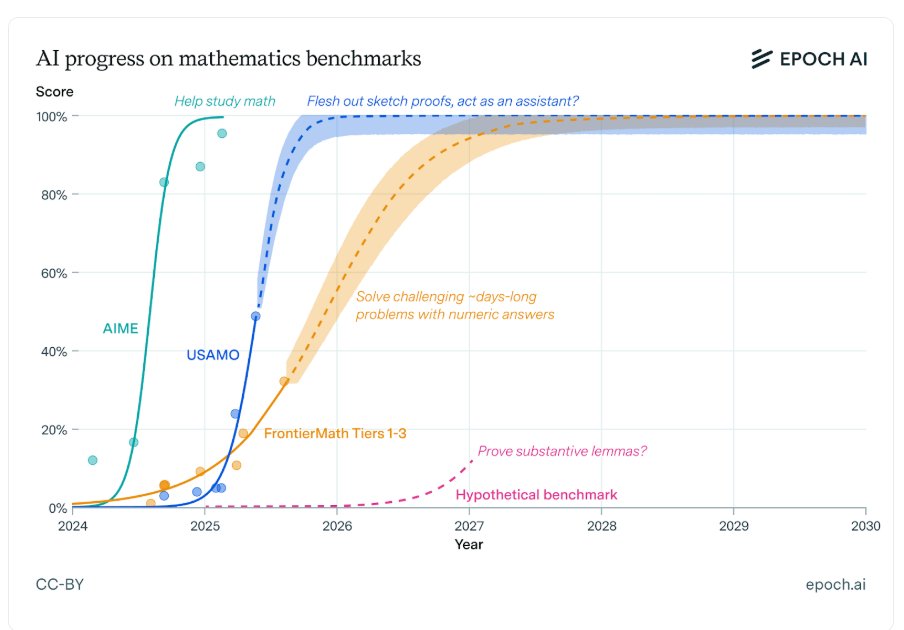 AI progress on mathematics benchmarks
EPOCH AI
Score
Help study math
Flesh out sketch proofs, act as an assistant?
100%
80%
60%
Solve challenging ~days-long
problems with numeric answers
AIME
USAMO
40%
20%
FrontierMath Tiers 1-3
Prove substantive lemmas?
Hypothetical benchmark
0%
2024
2025
2026
2027
2028
2029
2030
Year
CC-BY
epoch.ai